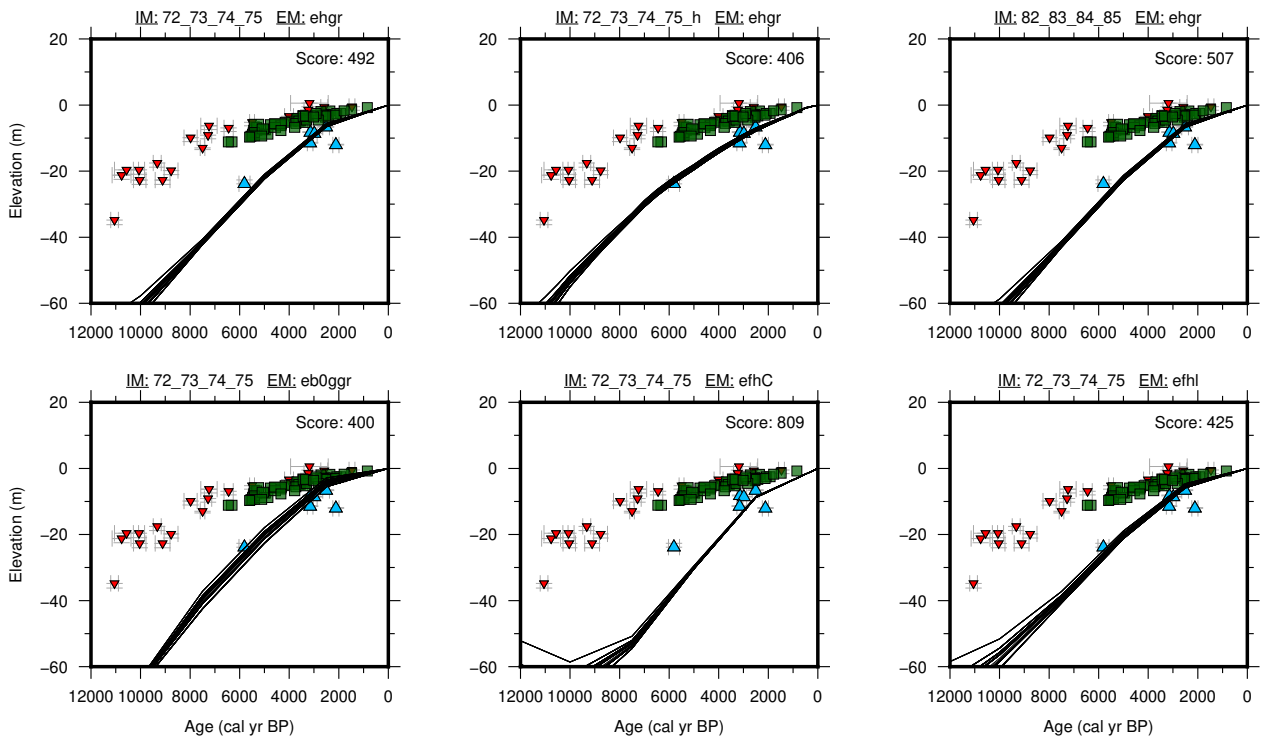 IM: 72_73_74_75 EM: ehgr
IM: 72_73_74_75_h EM: ehgr
IM: 82_83_84_85 EM: ehgr
Score: 492
Score: 406
Score: 507
Elevation (m)
20
0
−20
−40
−60
20
0
−20
−40
−60
20
0
−20
−40
−60
12000 10000 8000 6000 4000 2000 0
12000 10000 8000 6000 4000 2000 0
12000 10000 8000 6000 4000 2000 0
IM: 72_73_74_75 EM: eb0ggr
IM: 72_73_74_75 EM: efhC
IM: 72_73_74_75 EM: efhl
Score: 400
Score: 809
Score: 425
Elevation (m)
20
0
−20
−40
−60
20
0
−20
−40
−60
20
0
−20
−40
−60
12000 10000 8000 6000 4000 2000 0
12000 10000 8000 6000 4000 2000 0
12000 10000 8000 6000 4000 2000 0
Age (cal yr BP)
Age (cal yr BP)
Age (cal yr BP)